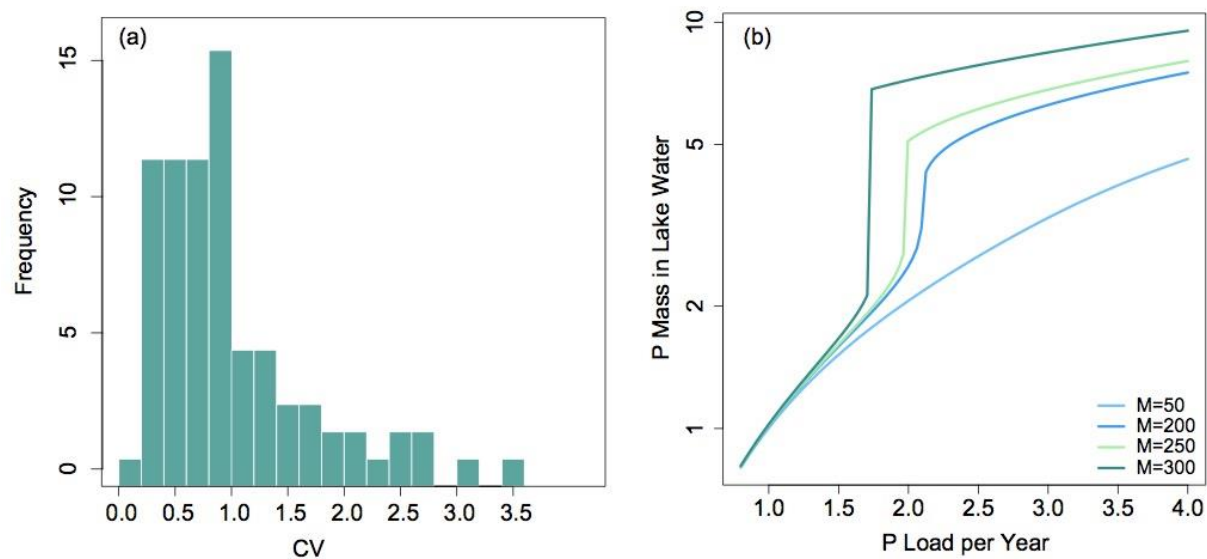 (a)
Frequency
15
10
5
0
0.0 0.5 1.0 1.5 2.0 2.5 3.0 3.5
CV
(b)
P Mass in Lake Water
10
5
2
1
M=50
M=200
M=250
M=300
1.0 1.5 2.0 2.5 3.0 3.5 4.0
P Load per Year